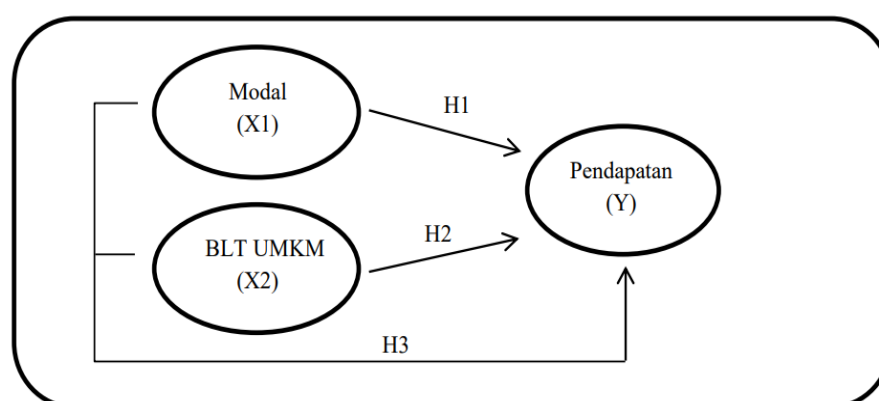 Modal
(X1)
H1
Pendapatan
(Y)
BLT UMKM
(X2)
H2
H3